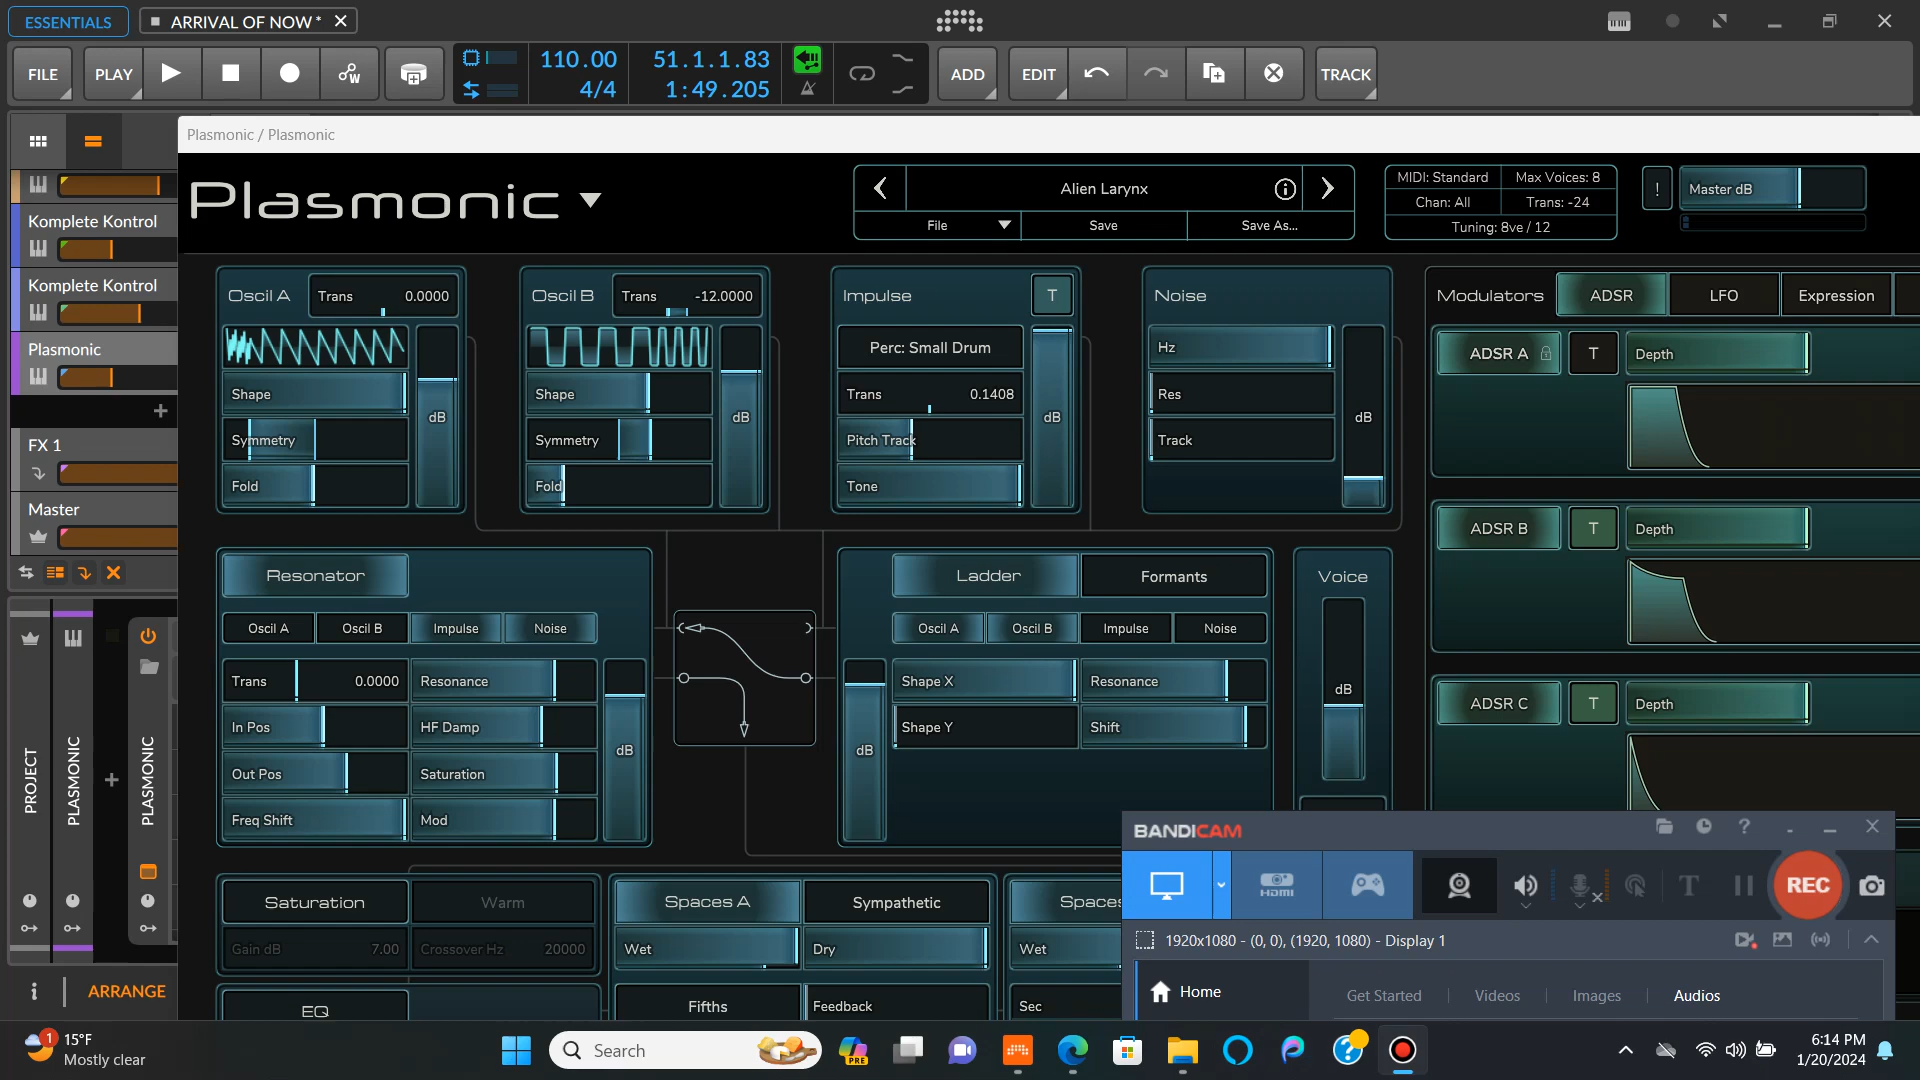 ESSENTIALS
ARRIVAL OF NOW *
FILE
PLAY
110.00
4/4
51.1.1.83
1:49.205
ADD
EDIT
TRACK
Plasmonic / Plasmonic
Plasmonic
Alien Larynx
File
Save
Save As...
MIDI: Standard
Max Voices: 8
Chan: All
Trans: -24
Tuning: 8ve / 12
!
Master dB
Komplete Kontrol
Komplete Kontrol
Plasmonic
FX 1
Master
Oscil A
Trans
0.0000
Shape
Symmetry
Fold
dB
Oscil B
Trans
-12.0000
Shape
Symmetry
Fold
dB
Impulse
T
Perc: Small Drum
Trans
0.1408
Pitch Track
Tone
dB
Noise
Hz
Res
Track
dB
Modulators
ADSR
LFO
Expression
ADSR A
T
Depth
ADSR B
T
Depth
ADSR C
T
Depth
Resonator
Oscil A
Oscil B
Impulse
Noise
Trans
0.0000
Resonance
In Pos
HF Damp
Out Pos
Saturation
Freq Shift
Mod
dB
Ladder
Formants
Oscil A
Oscil B
Impulse
Noise
Shape X
Resonance
Shape Y
Shift
dB
Voice
dB
PROJECT
PLASMONIC
PLASMONIC
Saturation
Warm
Gain dB
7.00
Crossover Hz
20000
EQ
Spaces A
Sympathetic
Wet
Dry
Fifths
Feedback
Spaces
Wet
Sec
ARRANGE
BANDICAM
HDMI
REC
1920x1080 - (0, 0), (1920, 1080) - Display 1
Home
Get Started
Videos
Images
Audios
1
15°F
Mostly clear
Search
PRE
6:14 PM
1/20/2024